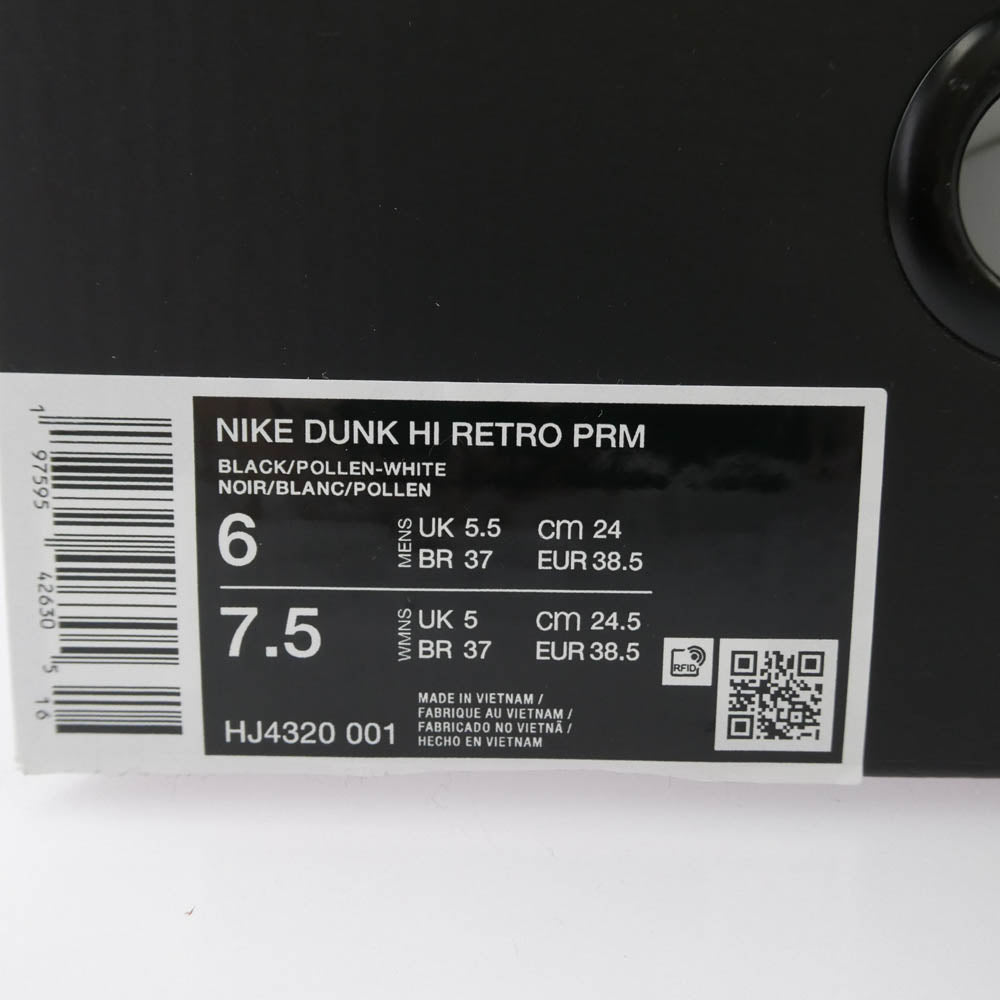 NIKE DUNK HI RETRO PRM
BLACK/POLLEN-WHITE
NOIR/BLANC/POLLEN
6 MENS UK 5.5 cm 24
BR 37 EUR 38.5
7.5 WMNS UK 5 cm 24.5
BR 37 EUR 38.5
RFID
HJ4320 001
MADE IN VIETNAM /
FABRIQUE AU VIETNAM /
FABRICADO NO VIETNÃ /
HECHO EN VIETNAM
1 97595 42630 5 16